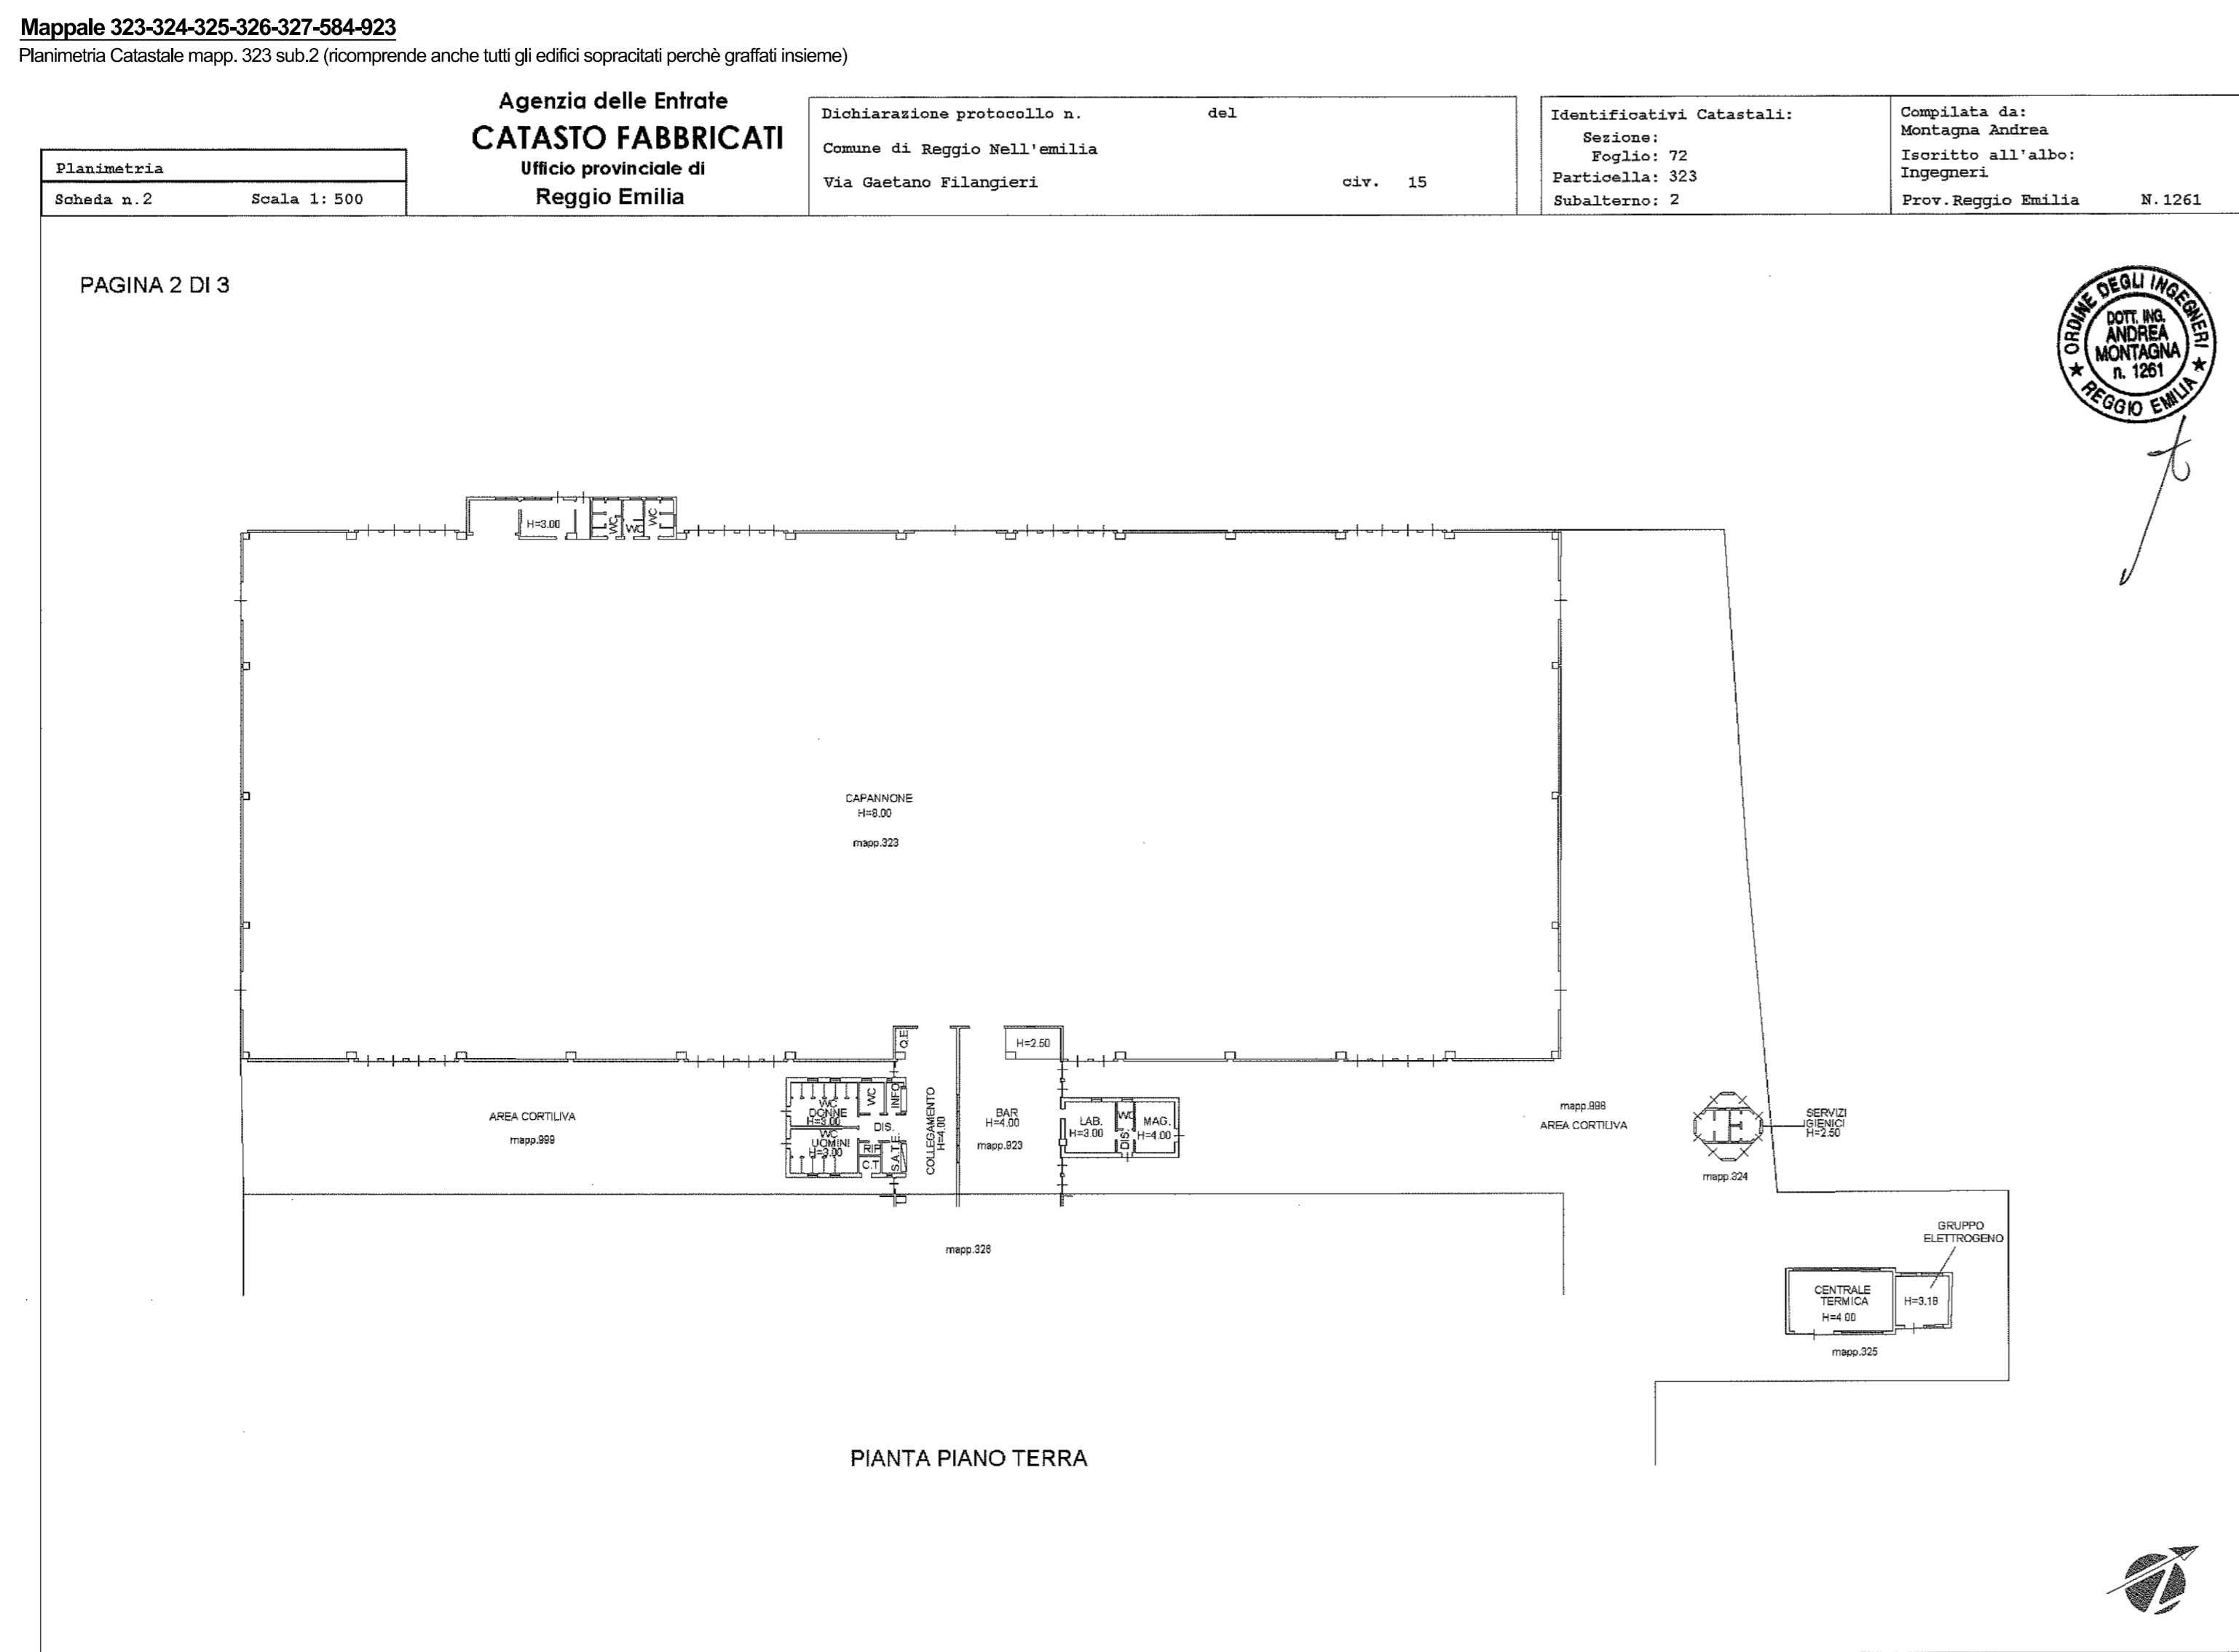 Mappale 323-324-325-326-327-584-923
Planimetria Catastale mapp. 323 sub.2 (ricomprende anche tutti gli edifici sopracitati perchè graffati insieme)
Planimetria
Scheda n.2 Scala 1: 500
Agenzia delle Entrate
CATASTO FABBRICATI
Ufficio provinciale di
Reggio Emilia
Dichiarazione protocollo n. del
Comune di Reggio Nell'emilia
Via Gaetano Filangieri civ. 15
Identificativi Catastali:
Sezione:
Foglio: 72
Particella: 323
Subalterno: 2
Compilata da:
Montagna Andrea
Iscritto all'albo:
Ingegneri
Prov.Reggio Emilia N.1261
PAGINA 2 DI 3
ORDINE DEGLI INGEGNERI
DOTT. ING.
ANDREA
MONTAGNA
n. 1261
★ REGGIO EMILIA ★
H=3.00
WC
WC
WC
CAPANNONE
H=8.00
mapp.323
Q.E
H=2.50
AREA CORTILIVA
mapp.999
WC
DONNE
H=3.00
WC
UOMINI
H=3.00
WC
INFO
DIS.
RIP
C.T
S.A.T.E.
COLLEGAMENTO
H=4.00
BAR
H=4.00
mapp.923
LAB.
H=3.00
WC
DIS.
MAG.
H=4.00
mapp.998
AREA CORTILIVA
SERVIZI
IGIENICI
H=2.50
mapp.324
mapp.326
GRUPPO
ELETTROGENO
CENTRALE
TERMICA
H=4.00
H=3.18
mapp.325
PIANTA PIANO TERRA